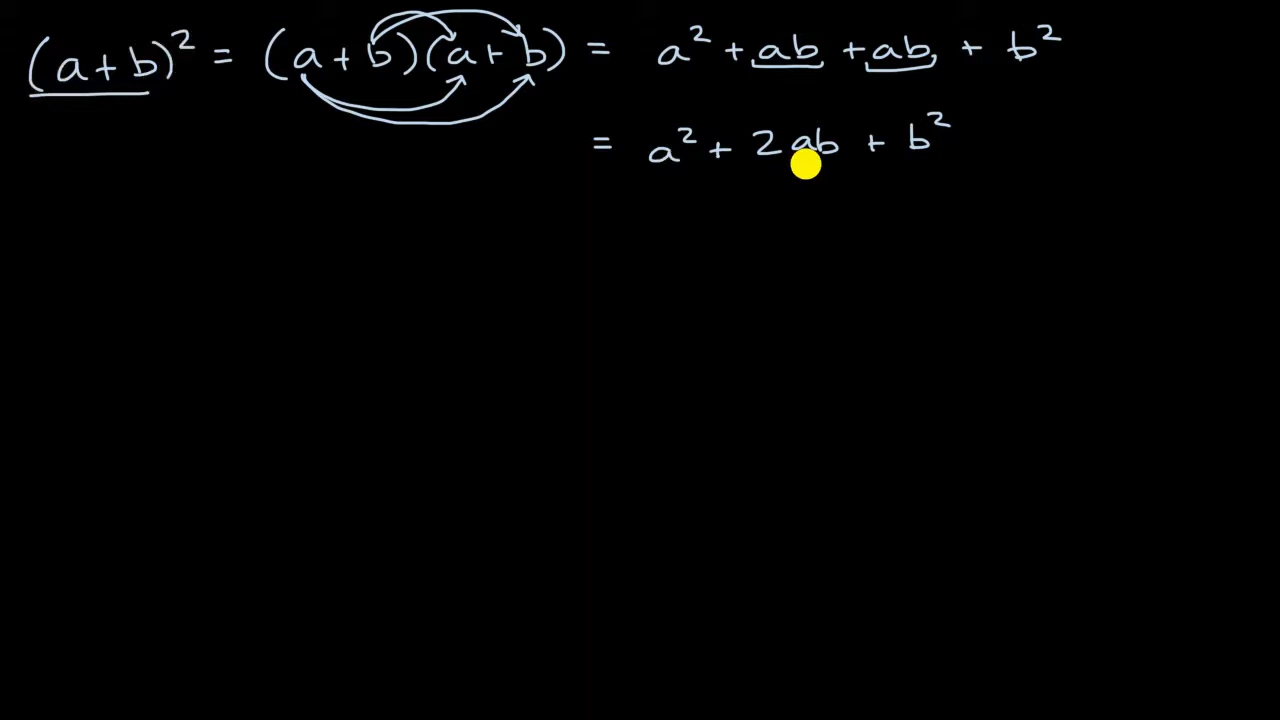 (a+b)² = (a+b)(a+b) = a² + ab + ab + b²
= a² + 2ab + b²